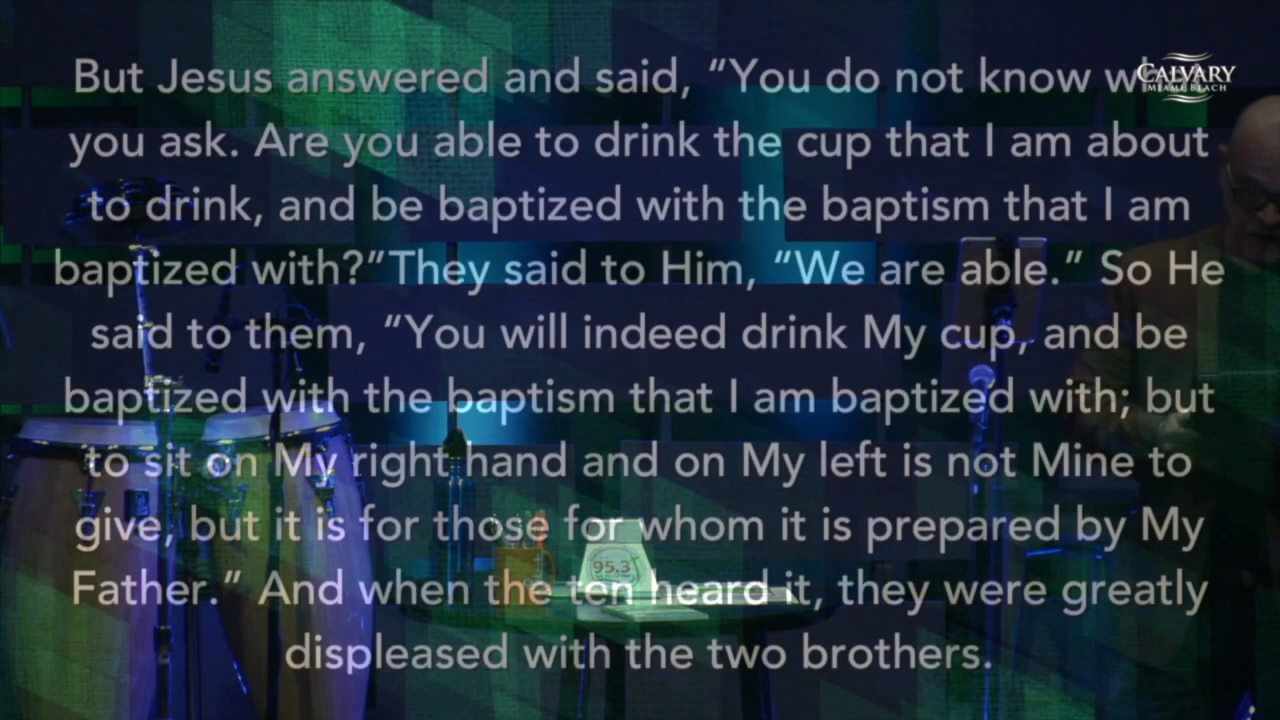 But Jesus answered and said, “You do not know
you ask. Are you able to drink the cup that I am about
to drink, and be baptized with the baptism that I am
baptized with?”They said to Him, “We are able.” So He
said to them, “You will indeed drink My cup, and be
baptized with the baptism that I am baptized with; but
to sit on My right hand and on My left is not Mine to
give, but it is for those for whom it is prepared by My
Father.” And when the ten heard it, they were greatly
displeased with the two brothers.
CALVARY
MIAMI BEACH
95.3